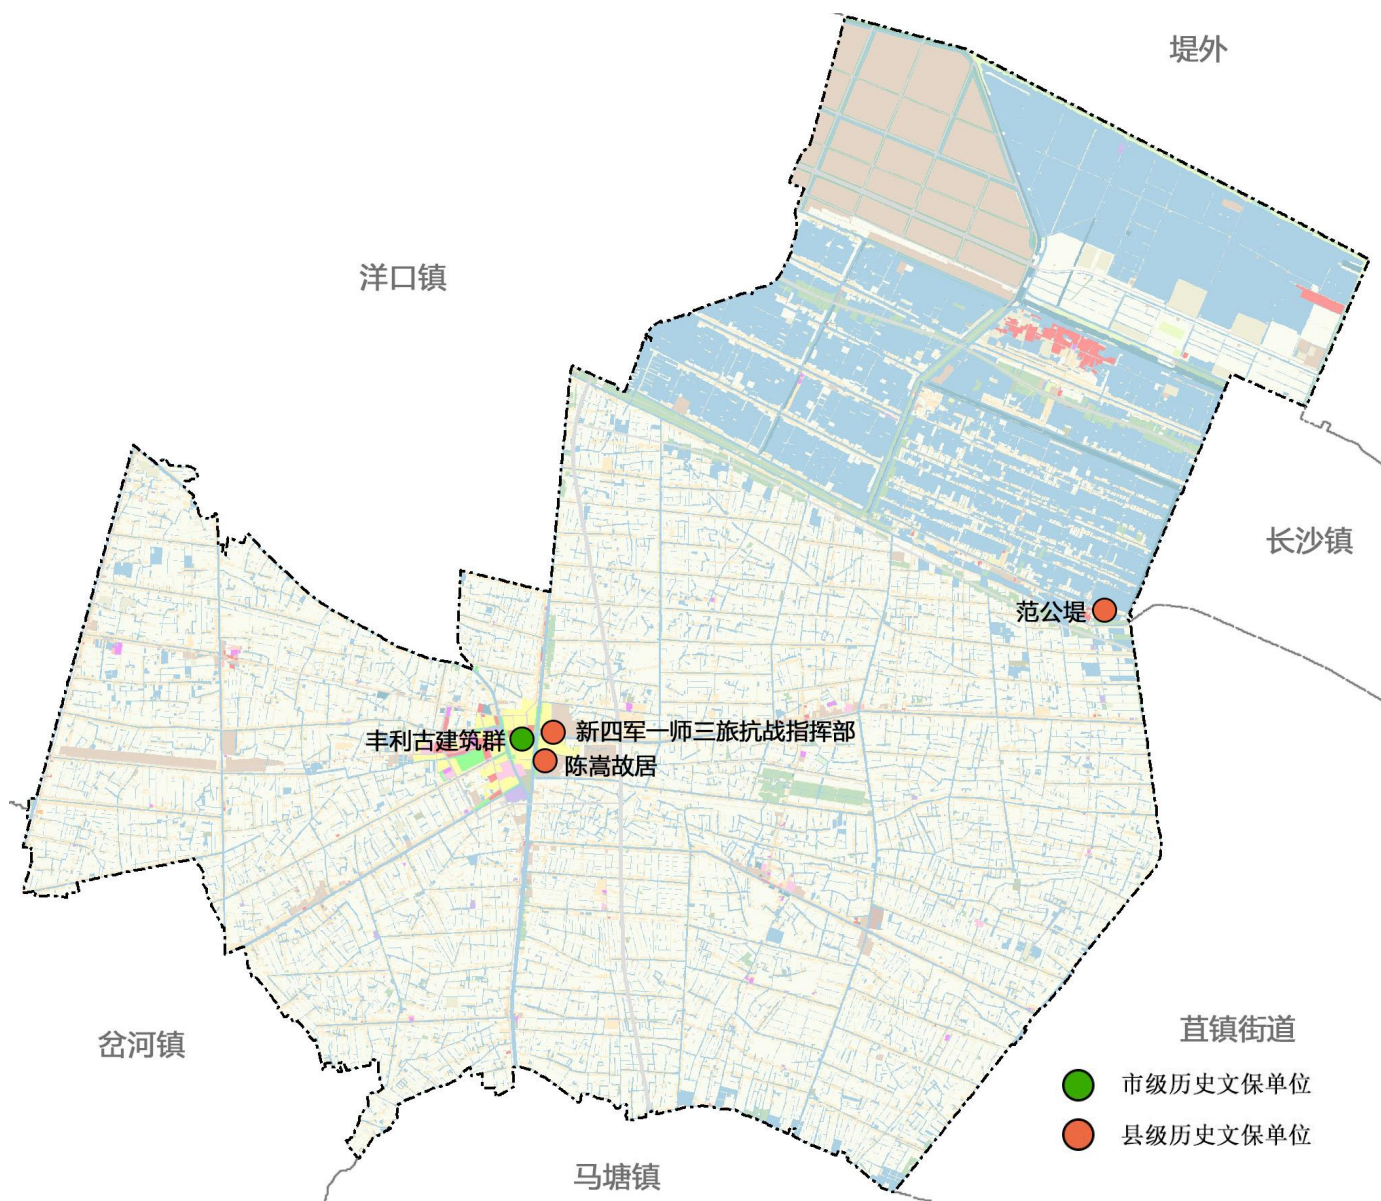 堤外
洋口镇
长沙镇
范公堤
新四军一师三旅抗战指挥部
丰利古建筑群
陈嵩故居
苴镇街道
岔河镇
市级历史文保单位
县级历史文保单位
马塘镇